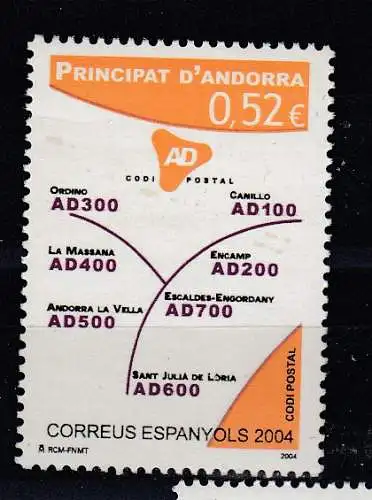 PRINCIPAT D'ANDORRA
0,52€
AD
CODI POSTAL
ORDINO
AD300
CANILLO
AD100
LA MASSANA
AD400
ENCAMP
AD200
ANDORRA LA VELLA
AD500
ESCALDES-ENGORDANY
AD700
SANT JULIÀ DE LÒRIA
AD600
CODI POSTAL
CORREUS ESPANYOLS 2004
RCM-FNMT
2004